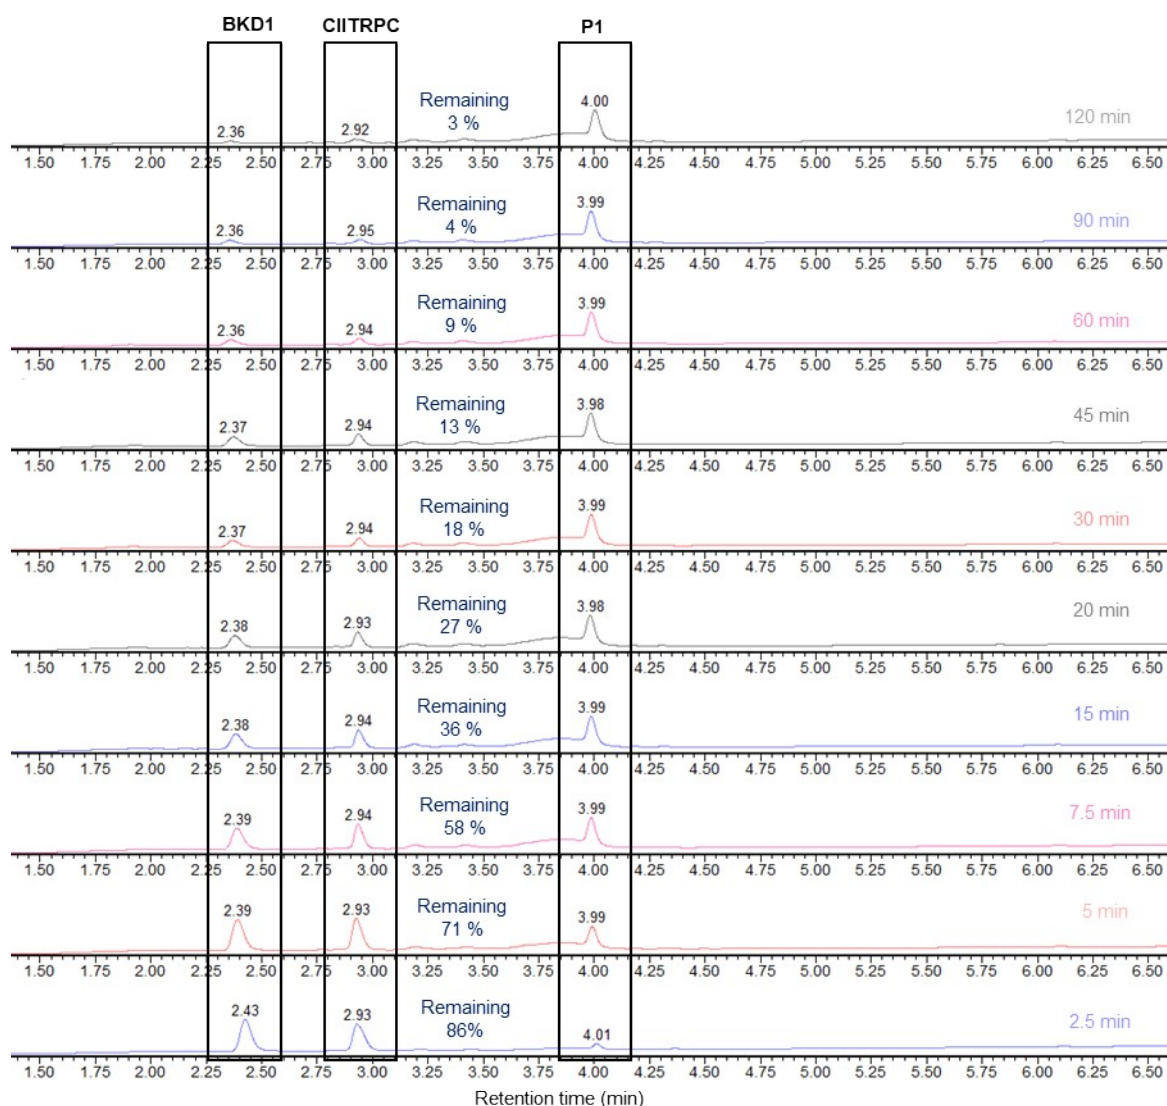 BKD1 CIITRPC P1
Remaining
3 %
4.00
120 min
2.36 2.92
1.50 1.75 2.00 2.25 2.50 2.75 3.00 3.25 3.50 3.75 4.00 4.25 4.50 4.75 5.00 5.25 5.50 5.75 6.00 6.25 6.50
Remaining
4 %
3.99
90 min
2.36 2.95
1.50 1.75 2.00 2.25 2.50 2.75 3.00 3.25 3.50 3.75 4.00 4.25 4.50 4.75 5.00 5.25 5.50 5.75 6.00 6.25 6.50
Remaining
9 %
3.99
60 min
2.36 2.94
1.50 1.75 2.00 2.25 2.50 2.75 3.00 3.25 3.50 3.75 4.00 4.25 4.50 4.75 5.00 5.25 5.50 5.75 6.00 6.25 6.50
Remaining
13 %
3.98
45 min
2.37 2.94
1.50 1.75 2.00 2.25 2.50 2.75 3.00 3.25 3.50 3.75 4.00 4.25 4.50 4.75 5.00 5.25 5.50 5.75 6.00 6.25 6.50
Remaining
18 %
3.99
30 min
2.37 2.94
1.50 1.75 2.00 2.25 2.50 2.75 3.00 3.25 3.50 3.75 4.00 4.25 4.50 4.75 5.00 5.25 5.50 5.75 6.00 6.25 6.50
Remaining
27 %
3.98
20 min
2.38 2.93
1.50 1.75 2.00 2.25 2.50 2.75 3.00 3.25 3.50 3.75 4.00 4.25 4.50 4.75 5.00 5.25 5.50 5.75 6.00 6.25 6.50
Remaining
36 %
3.99
15 min
2.38 2.94
1.50 1.75 2.00 2.25 2.50 2.75 3.00 3.25 3.50 3.75 4.00 4.25 4.50 4.75 5.00 5.25 5.50 5.75 6.00 6.25 6.50
Remaining
58 %
3.99
7.5 min
2.39 2.94
1.50 1.75 2.00 2.25 2.50 2.75 3.00 3.25 3.50 3.75 4.00 4.25 4.50 4.75 5.00 5.25 5.50 5.75 6.00 6.25 6.50
Remaining
71 %
3.99
5 min
2.39 2.93
1.50 1.75 2.00 2.25 2.50 2.75 3.00 3.25 3.50 3.75 4.00 4.25 4.50 4.75 5.00 5.25 5.50 5.75 6.00 6.25 6.50
Remaining
86%
4.01
2.5 min
2.43 2.93
1.50 1.75 2.00 2.25 2.50 2.75 3.00 3.25 3.50 3.75 4.00 4.25 4.50 4.75 5.00 5.25 5.50 5.75 6.00 6.25 6.50
Retention time (min)